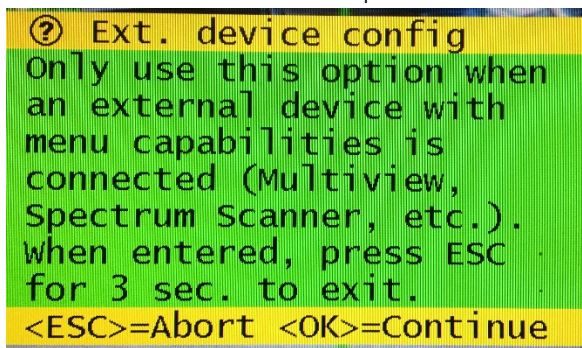 ? Ext. device config
Only use this option when
an external device with
menu capabilities is
connected (Multiview,
Spectrum Scanner, etc.).
When entered, press ESC
for 3 sec. to exit.
<ESC>=Abort <OK>=Continue